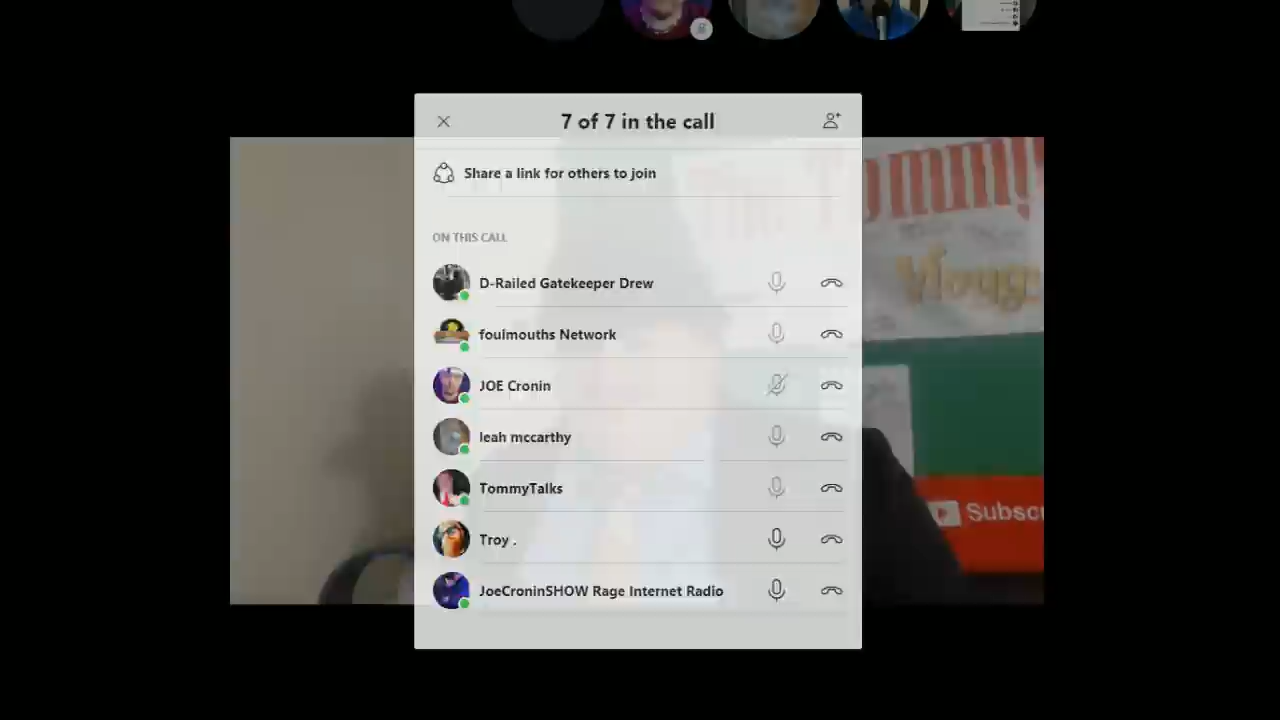 7 of 7 in the call
Share a link for others to join
ON THIS CALL
D-Railed Gatekeeper Drew
foulmouths Network
JOE Cronin
leah mccarthy
TommyTalks
Troy .
JoeCroninSHOW Rage Internet Radio
Vlougs